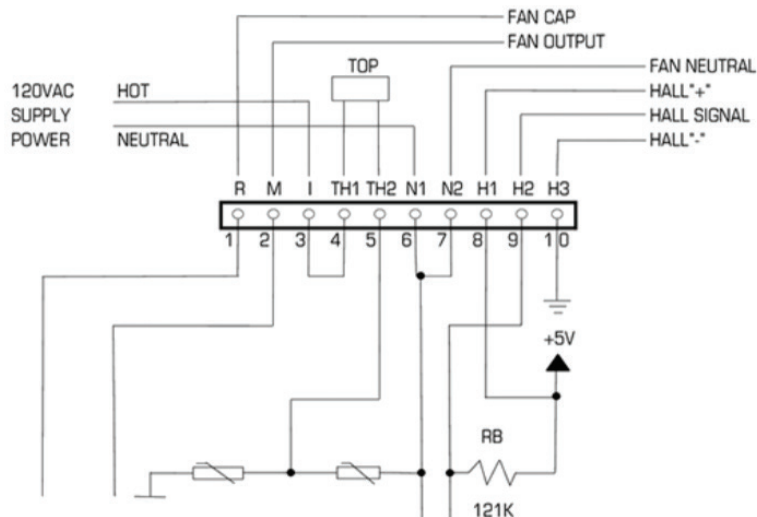 FAN CAP
FAN OUTPUT
TOP
FAN NEUTRAL
120VAC HOT
HALL"+"
SUPPLY
HALL SIGNAL
POWER NEUTRAL
HALL"-"
R M I TH1 TH2 N1 N2 H1 H2 H3
1 2 3 4 5 6 7 8 9 10
+5V
RB
121K